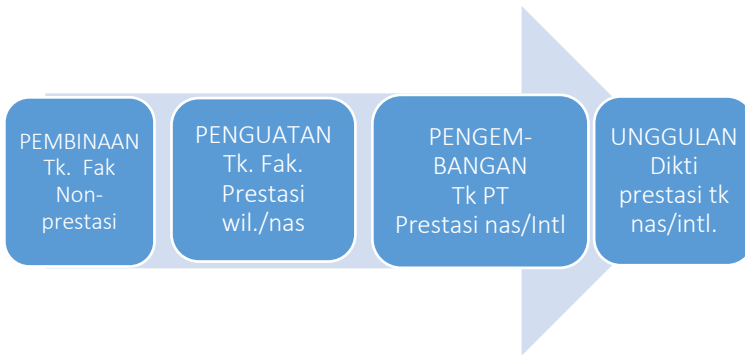 PEMBINAAN
Tk. Fak
Non-
prestasi
PENGUATAN
Tk. Fak.
Prestasi
wil./nas
PENGEM-
BANGAN
Tk PT
Prestasi nas/Intl
UNGGULAN
Dikti
prestasi tk
nas/intl.